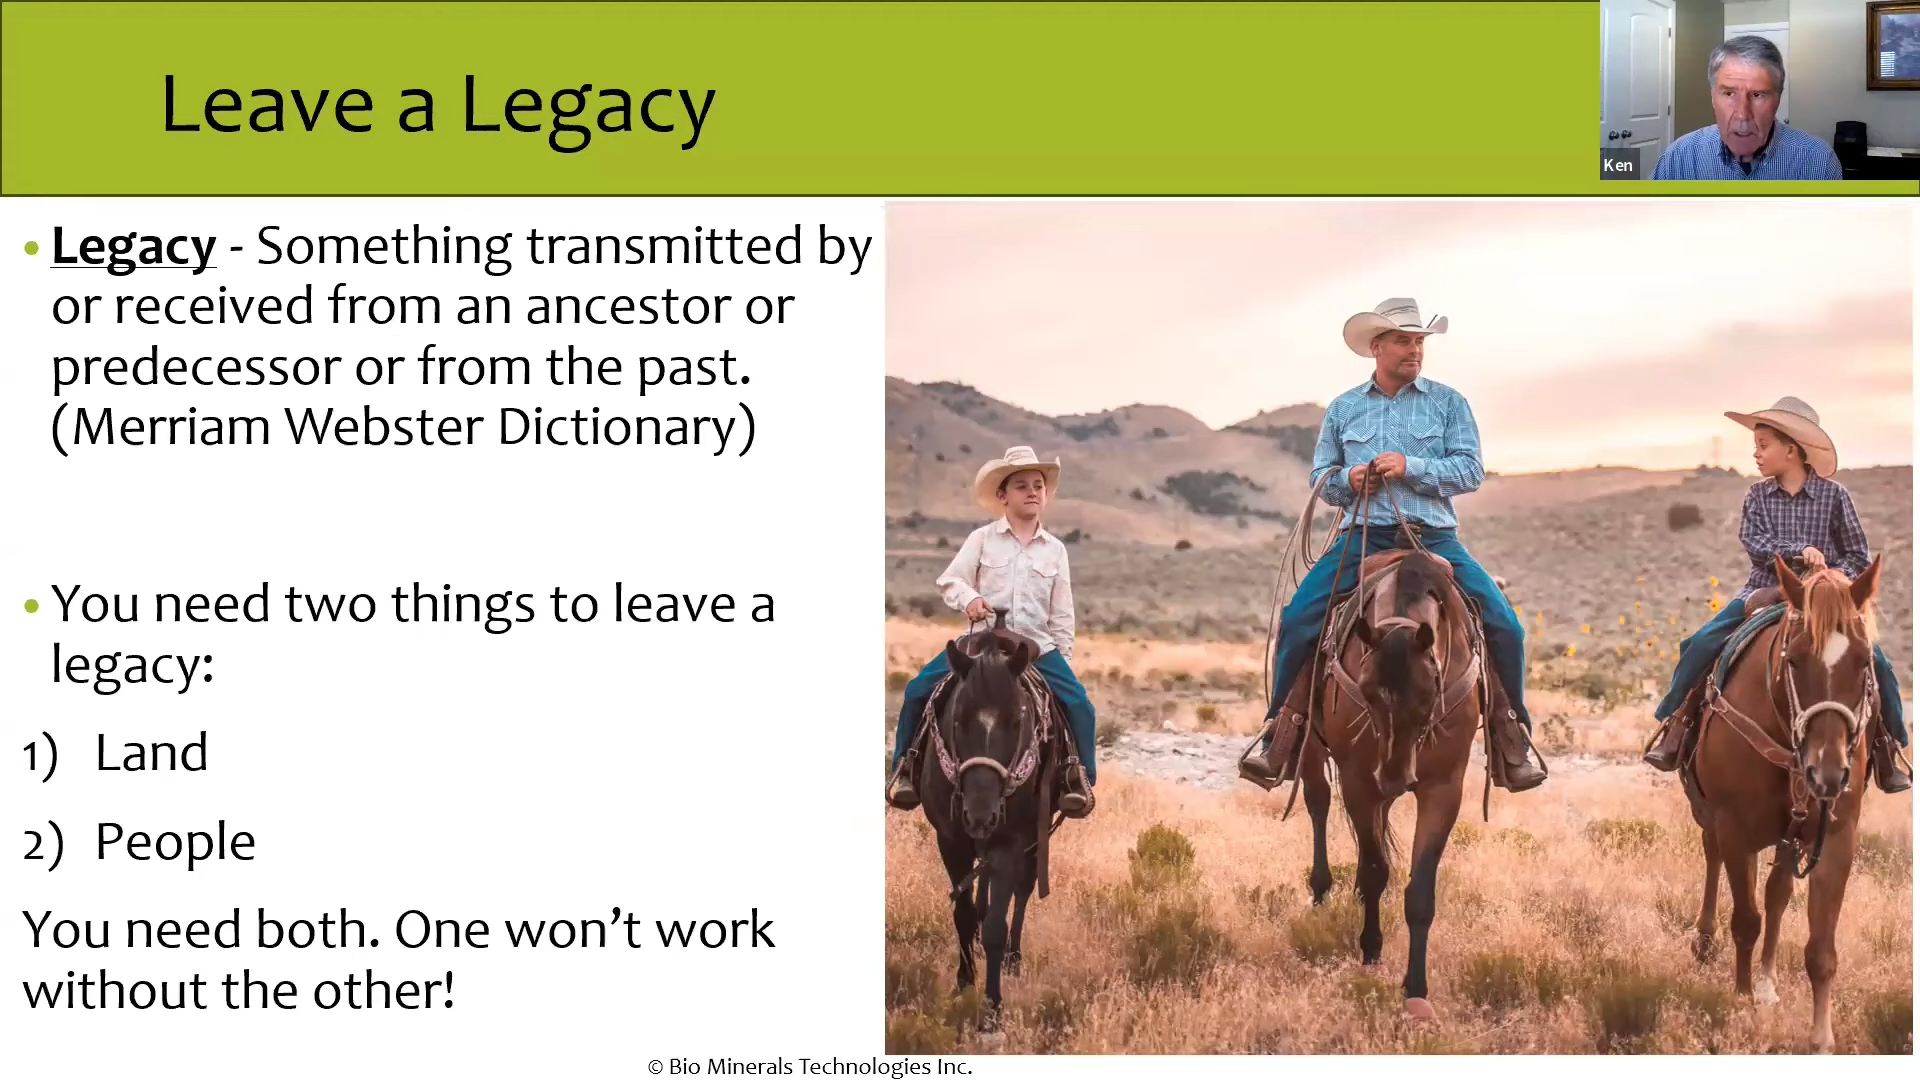 Leave a Legacy
Ken
• Legacy - Something transmitted by
or received from an ancestor or
predecessor or from the past.
(Merriam Webster Dictionary)
• You need two things to leave a
legacy:
1) Land
2) People
You need both. One won’t work
without the other!
© Bio Minerals Technologies Inc.